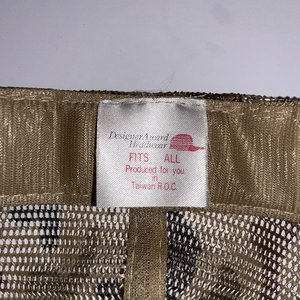 Designer Award
Headwear
FITS ALL
Produced for you
in
Taiwan R.O.C.